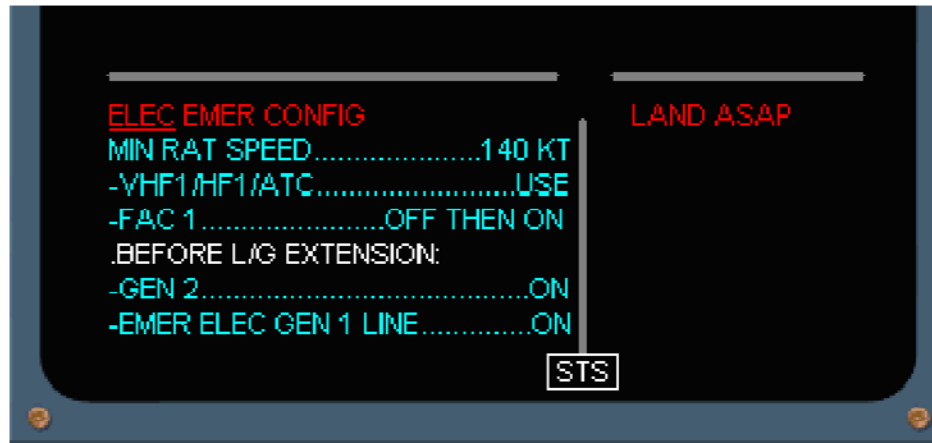 ELEC EMER CONFIG
LAND ASAP
MIN RAT SPEED.....................140 KT
-VHF1/HF1/ATC.........................USE
-FAC 1.......................OFF THEN ON
.BEFORE L/G EXTENSION:
-GEN 2.........................................ON
-EMER ELEC GEN 1 LINE..............ON
STS